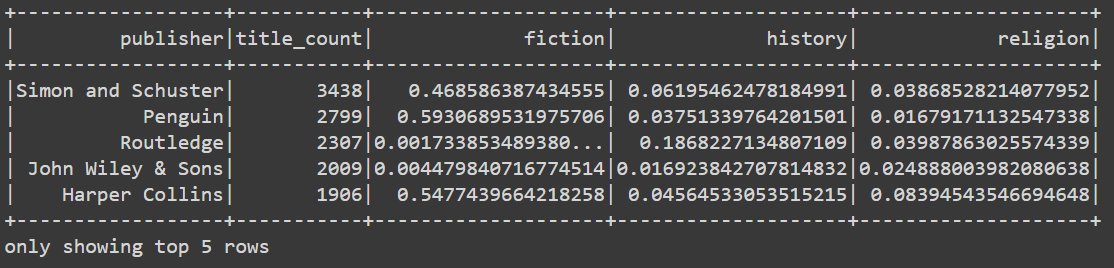 +------------------+-----------+--------------------+--------------------+--------------------+
|         publisher|title_count|             fiction|             history|            religion|
+------------------+-----------+--------------------+--------------------+--------------------+
|Simon and Schuster|       3438|   0.468586387434555| 0.06195462478184991| 0.03868528214077952|
|           Penguin|       2799|  0.5930689531975706| 0.03751339764201501| 0.01679171132547338|
|         Routledge|       2307|0.001733853489380...|  0.1868227134807109| 0.03987863025574339|
| John Wiley & Sons|       2009|0.004479840716774514|0.016923842707814832|0.024888003982080638|
|    Harper Collins|       1906|  0.5477439664218258| 0.04564533053515215| 0.08394543546694648|
+------------------+-----------+--------------------+--------------------+--------------------+
only showing top 5 rows